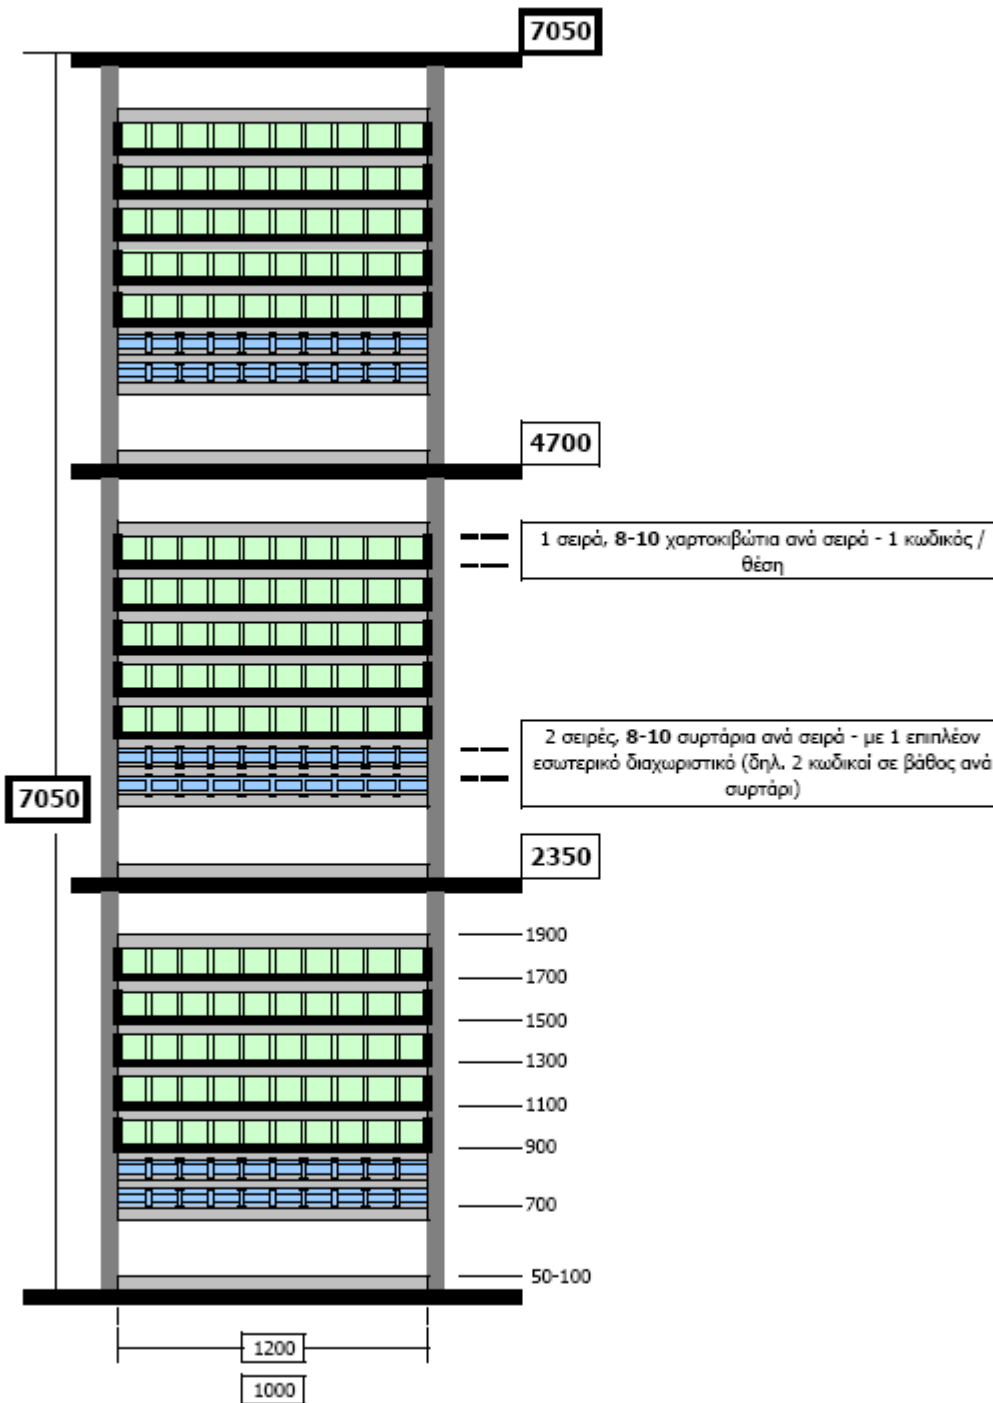 7050
4700
1 σειρά, 8-10 χαρτοκιβώτια ανά σειρά - 1 κωδικός /
θέση
2 σειρές, 8-10 συρτάρια ανά σειρά - με 1 επιπλέον
εσωτερικό διαχωριστικό (δηλ. 2 κωδικοί σε βάθος ανά
συρτάρι)
7050
2350
1900
1700
1500
1300
1100
900
700
50-100
1200
1000